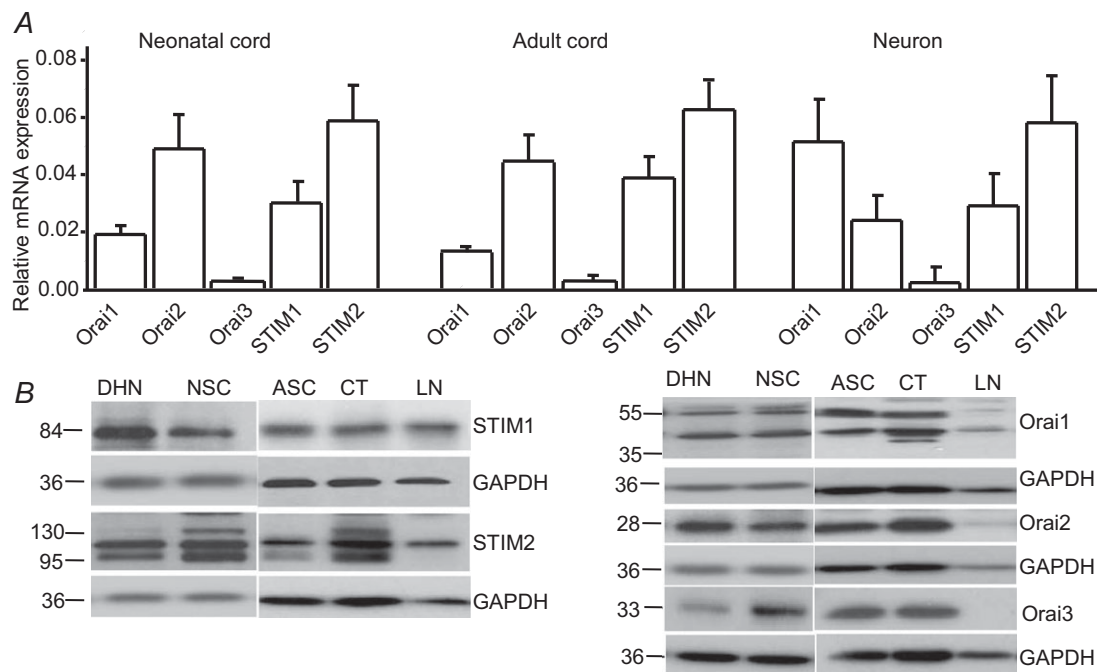 A
Neonatal cord
Adult cord
Neuron
Relative mRNA expression
0.08
0.06
0.04
0.02
0.00
Orai1
Orai2
Orai3
STIM1
STIM2
Orai1
Orai2
Orai3
STIM1
STIM2
Orai1
Orai2
Orai3
STIM1
STIM2
B
DHN NSC ASC CT LN
84 STIM1
36 GAPDH
130
95
STIM2
36 GAPDH
DHN NSC ASC CT LN
55
35
Orai1
36 GAPDH
28 Orai2
36 GAPDH
33 Orai3
36 GAPDH